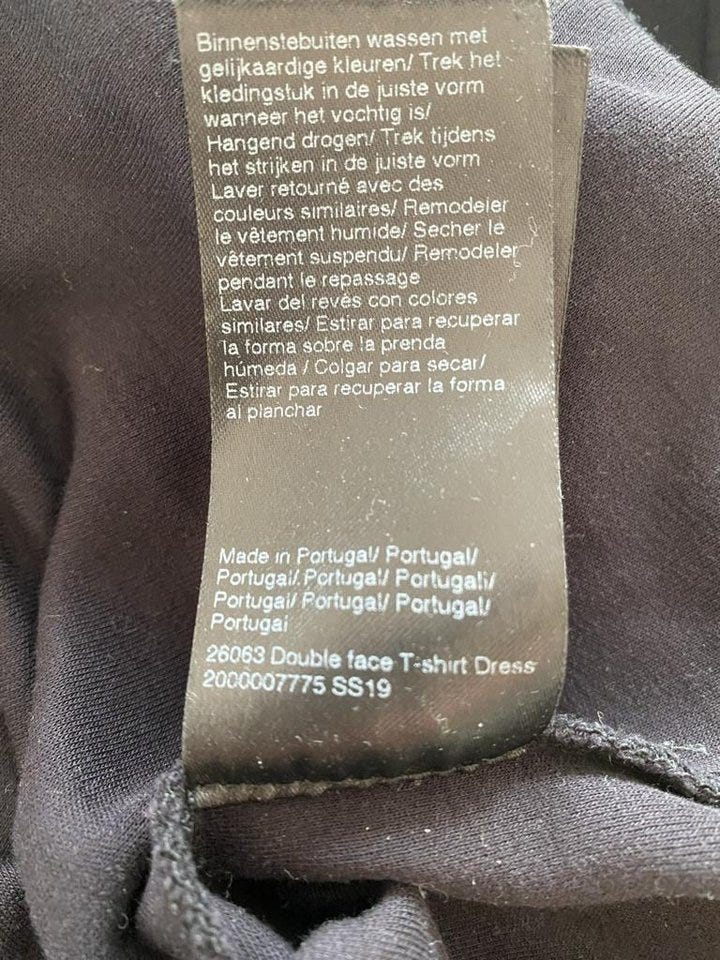 Binnenstebuiten wassen met
gelijkaardige kleuren/ Trek het
kledingstuk in de juiste vorm
wanneer het vochtig is/
Hangend drogen/ Trek tijdens
het strijken in de juiste vorm
Laver retourné avec des
couleurs similaires/ Remodeler
le vêtement humide/ Secher le
vêtement suspendu/ Remodeler
pendant le repassage
Lavar del revés con colores
similares/ Estirar para recuperar
la forma sobre la prenda
húmeda / Colgar para secar/
Estirar para recuperar la forma
al planchar
Made in Portugal/ Portugal/
Portugal/ Portugal/ Portugali/
Portugal/ Portugal/ Portugal/
Portugal
26063 Double face T-shirt Dress
2000007775 SS19